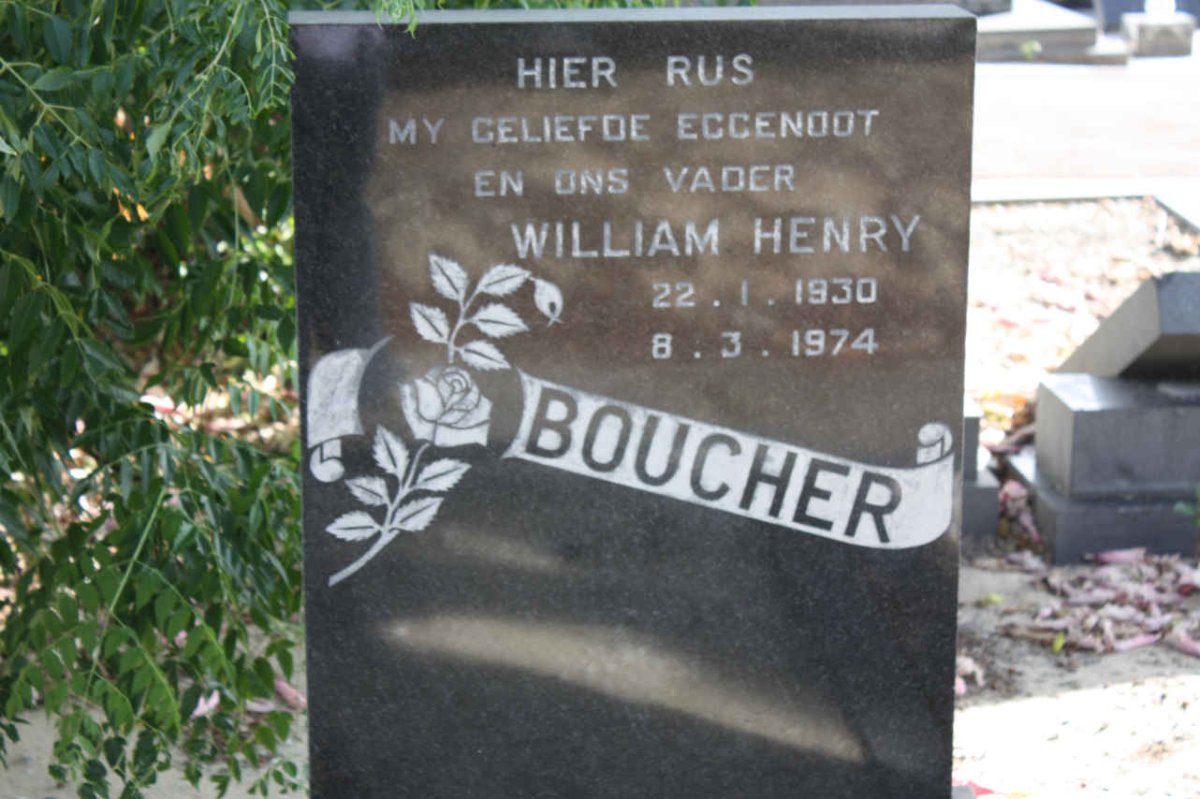 HIER RUS
MY GELIEFDE EGGENOOT
EN ONS VADER
WILLIAM HENRY
22.1.1930
8.3.1974
BOUCHER